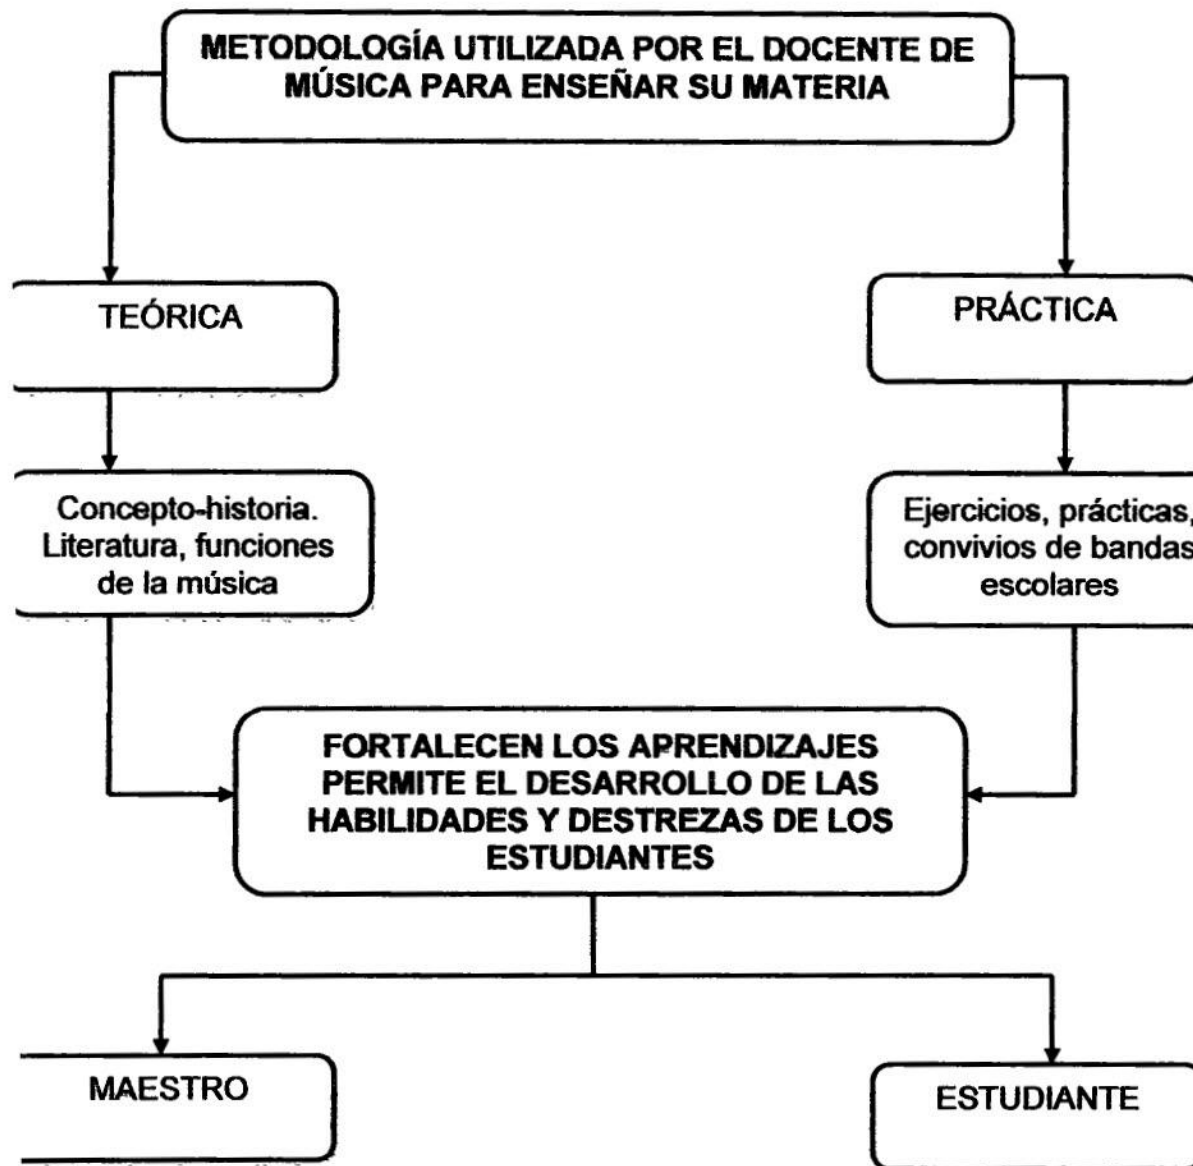 METODOLOGÍA UTILIZADA POR EL DOCENTE DE
MÚSICA PARA ENSEÑAR SU MATERIA
TEÓRICA
PRÁCTICA
Concepto-historia.
Literatura, funciones
de la música
Ejercicios, prácticas,
convivios de bandas
escolares
FORTALECEN LOS APRENDIZAJES
PERMITE EL DESARROLLO DE LAS
HABILIDADES Y DESTREZAS DE LOS
ESTUDIANTES
MAESTRO
ESTUDIANTE